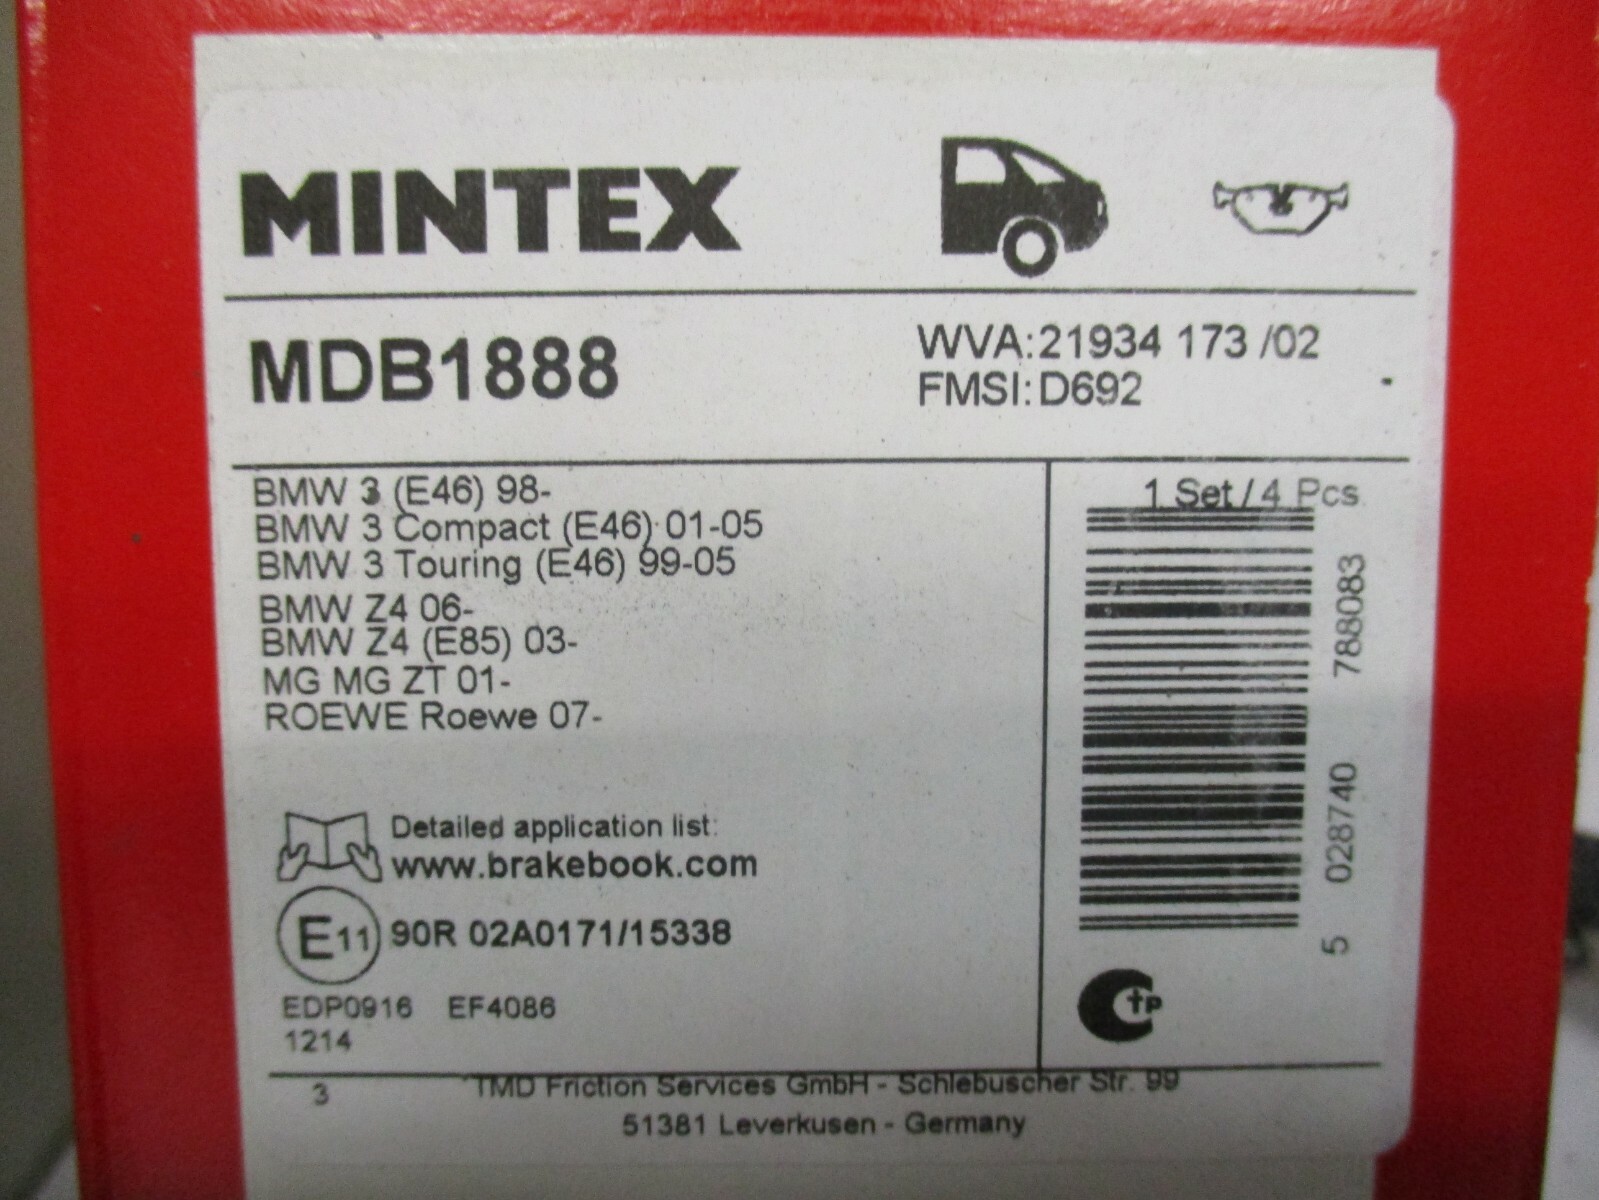 MINTEX
MDB1888
WVA:21934 173 /02
FMSI:D692
BMW 3 (E46) 98-
BMW 3 Compact (E46) 01-05
BMW 3 Touring (E46) 99-05
BMW Z4 06-
BMW Z4 (E85) 03-
MG MG ZT 01-
ROEWE Roewe 07-
1 Set / 4 Pcs
5 028740 788083
Detailed application list:
www.brakebook.com
E11 90R 02A0171/15338
EDP0916 EF4086
1214
CTP
3 TMD Friction Services GmbH - Schlebuscher Str. 99
51381 Leverkusen - Germany